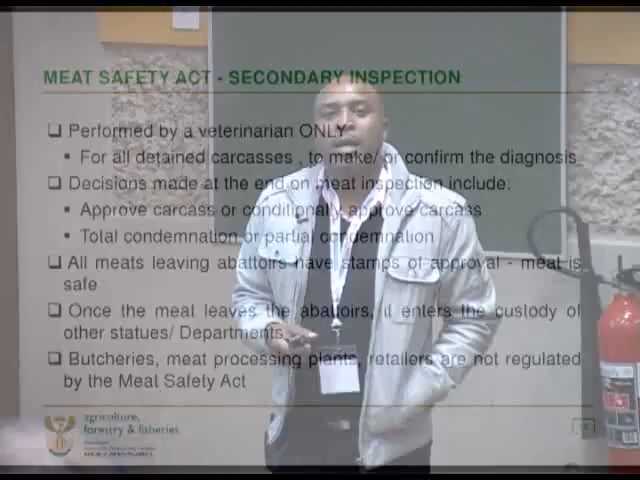 MEAT SAFETY ACT - SECONDARY INSPECTION
❑ Performed by a veterinarian ONLY
▪ For all detained carcasses , to make/ or confirm the diagnosis
❑ Decisions made at the end on meat inspection include:
▪ Approve carcass or conditionally approve carcass
▪ Total condemnation or partial condemnation
❑ All meats leaving abattoirs have stamps of approval - meat is
safe
❑ Once the meat leaves the abattoirs, it enters the custody of
other statues/ Departments
❑ Butcheries, meat processing plants, retailers are not regulated
by the Meat Safety Act
agriculture,
forestry & fisheries